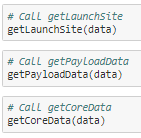 # Call getLaunchSite
getLaunchSite(data)
# Call getPayloadData
getPayloadData(data)
# Call getCoreData
getCoreData(data)